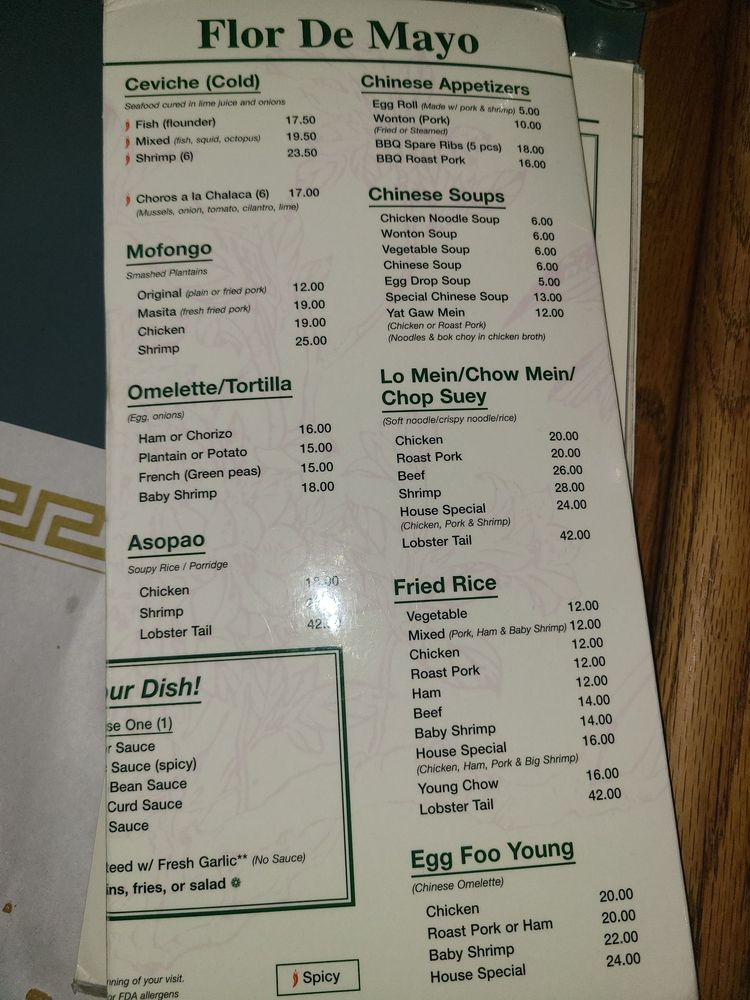 Flor De Mayo
Ceviche (Cold)
Seafood cured in lime juice and onions
Fish (flounder) 17.50
Mixed (fish, squid, octopus) 19.50
Shrimp (6) 23.50
Choros a la Chalaca (6) 17.00
(Mussels, onion, tomato, cilantro, lime)
Mofongo
Smashed Plantains
Original (plain or fried pork) 12.00
Masita (fresh fried pork) 19.00
Chicken 19.00
Shrimp 25.00
Omelette/Tortilla
(Egg, onions)
Ham or Chorizo 16.00
Plantain or Potato 15.00
French (Green peas) 15.00
Baby Shrimp 18.00
Asopao
Soupy Rice / Porridge
Chicken
Shrimp
Lobster Tail
ur Dish!
se One (1)
r Sauce
Sauce (spicy)
Bean Sauce
Curd Sauce
Sauce
eed w/ Fresh Garlic** (No Sauce)
ins, fries, or salad
nning of your visit.
or FDA allergens
Spicy
Chinese Appetizers
Egg Roll (Made w/ pork & shrimp) 5.00
Wonton (Pork) 10.00
(Fried or Steamed)
BBQ Spare Ribs (5 pcs) 18.00
BBQ Roast Pork 16.00
Chinese Soups
Chicken Noodle Soup 6.00
Wonton Soup 6.00
Vegetable Soup 6.00
Chinese Soup 6.00
Egg Drop Soup 5.00
Special Chinese Soup 13.00
Yat Gaw Mein 12.00
(Chicken or Roast Pork)
(Noodles & bok choy in chicken broth)
Lo Mein/Chow Mein/
Chop Suey
(Soft noodle/crispy noodle/rice)
Chicken 20.00
Roast Pork 20.00
Beef 26.00
Shrimp 28.00
House Special 24.00
(Chicken, Pork & Shrimp)
Lobster Tail 42.00
Fried Rice
Vegetable 12.00
Mixed (Pork, Ham & Baby Shrimp) 12.00
Chicken 12.00
Roast Pork 12.00
Ham 12.00
Beef 14.00
Baby Shrimp 14.00
House Special 16.00
(Chicken, Ham, Pork & Big Shrimp)
Young Chow 16.00
Lobster Tail 42.00
Egg Foo Young
(Chinese Omelette)
Chicken 20.00
Roast Pork or Ham 20.00
Baby Shrimp 22.00
House Special 24.00